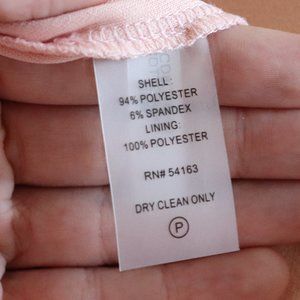 SHELL:
94% POLYESTER
6% SPANDEX
LINING:
100% POLYESTER
RN# 54163
DRY CLEAN ONLY
P